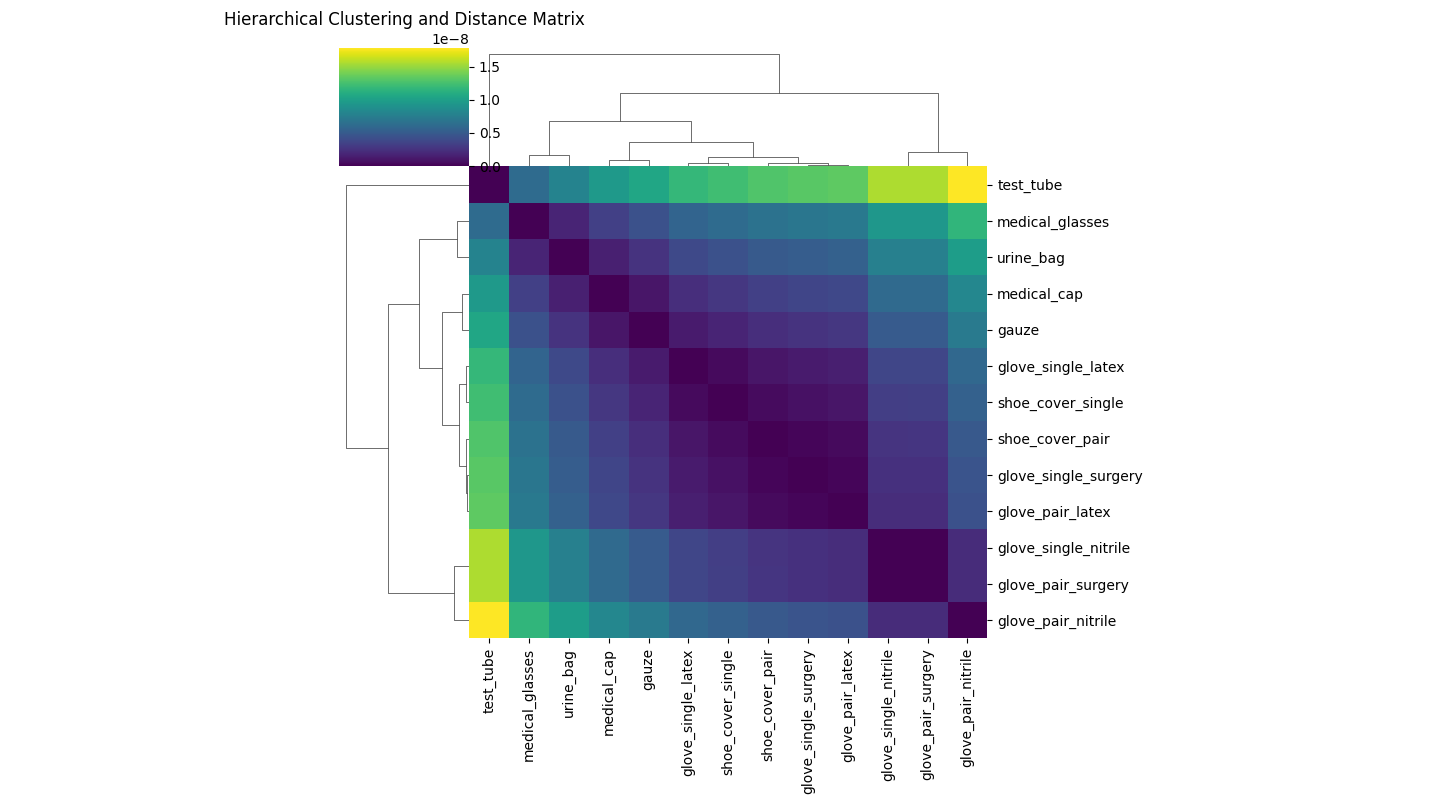 Hierarchical Clustering and Distance Matrix
1e−8
1.5
1.0
0.5
0.0
test_tube
medical_glasses
urine_bag
medical_cap
gauze
glove_single_latex
shoe_cover_single
shoe_cover_pair
glove_single_surgery
glove_pair_latex
glove_single_nitrile
glove_pair_surgery
glove_pair_nitrile
test_tube
medical_glasses
urine_bag
medical_cap
gauze
glove_single_latex
shoe_cover_single
shoe_cover_pair
glove_single_surgery
glove_pair_latex
glove_single_nitrile
glove_pair_surgery
glove_pair_nitrile